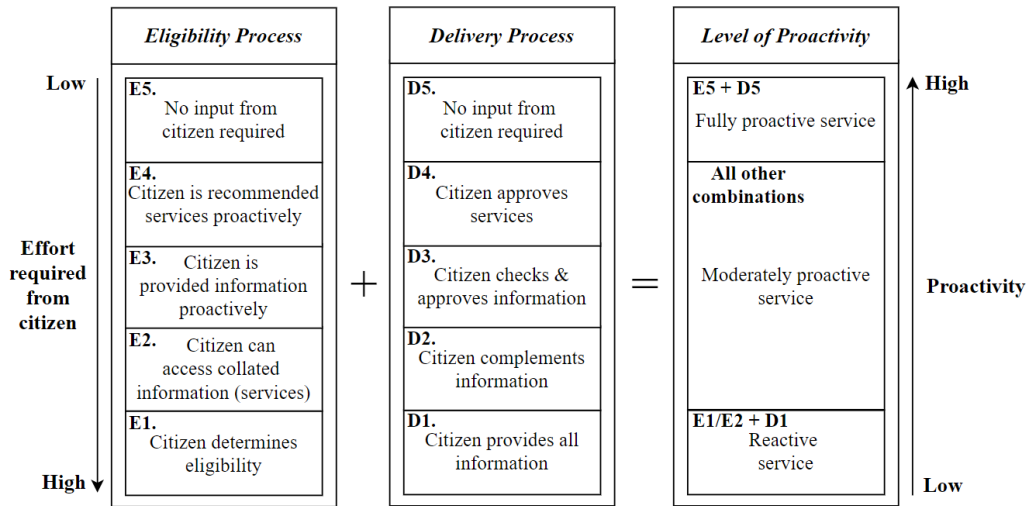 Eligibility Process
Delivery Process
Level of Proactivity
Low
High
Effort
required
from
citizen
E5.
No input from
citizen required
E4.
Citizen is recommended
services proactively
E3.
Citizen is
provided information
proactively
E2.
Citizen can
access collated
information (services)
E1.
Citizen determines
eligibility
+
D5.
No input from
citizen required
D4.
Citizen approves
services
D3.
Citizen checks &
approves information
D2.
Citizen complements
information
D1.
Citizen provides all
information
=
E5 + D5
Fully proactive service
All other
combinations
Moderately proactive
service
E1/E2 + D1
Reactive
service
High
Proactivity
Low